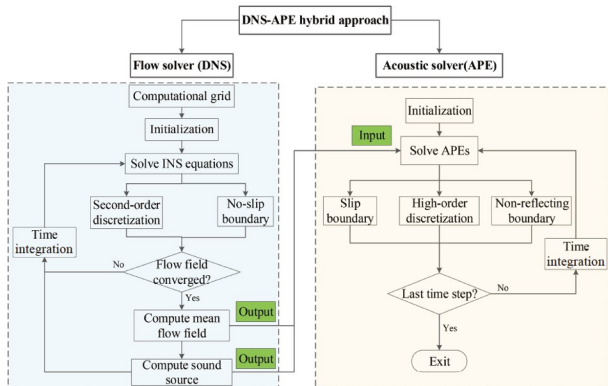 DNS-APE hybrid approach
Flow solver (DNS)
Acoustic solver(APE)
Computational grid
Initialization
Solve INS equations
Second-order
discretization
No-slip
boundary
Time
integration
No
Flow field
converged?
Yes
Compute mean
flow field
Output
Compute sound
source
Output
Input
Initialization
Solve APEs
Slip
boundary
High-order
discretization
Non-reflecting
boundary
Time
integration
Last time step?
No
Yes
Exit